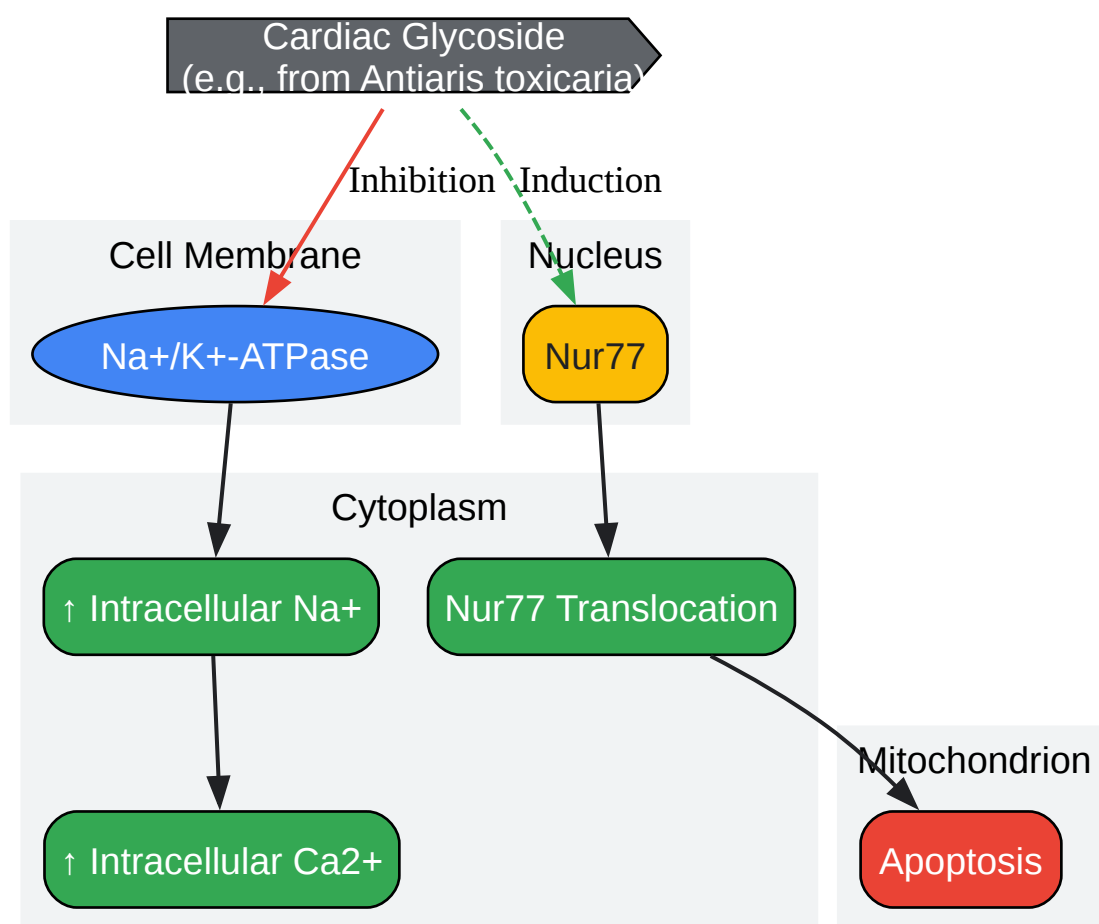 Cardiac Glycoside
(e.g., from Antiaris toxicaria)
Inhibition
Induction
Cell Membrane
Nucleus
Na+/K+-ATPase
Nur77
Cytoplasm
↑ Intracellular Na+
Nur77 Translocation
Mitochondrion
↑ Intracellular Ca2+
Apoptosis